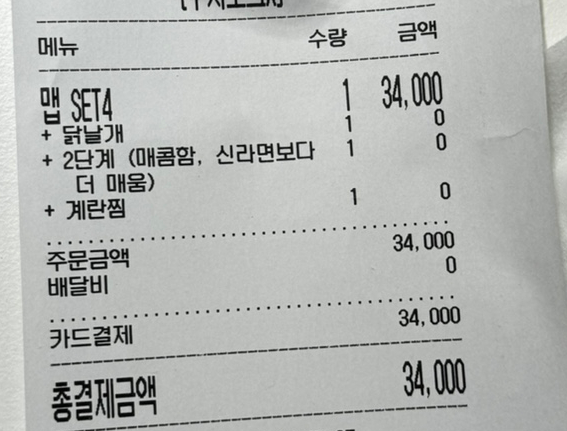 메뉴 수량 금액
맵 SET4 1 34,000
+ 닭날개 1 0
+ 2단계 (매콤함, 신라면보다 1 0
더 매움)
+ 계란찜 1 0
주문금액 34,000
배달비 0
카드결제 34,000
총결제금액 34,000